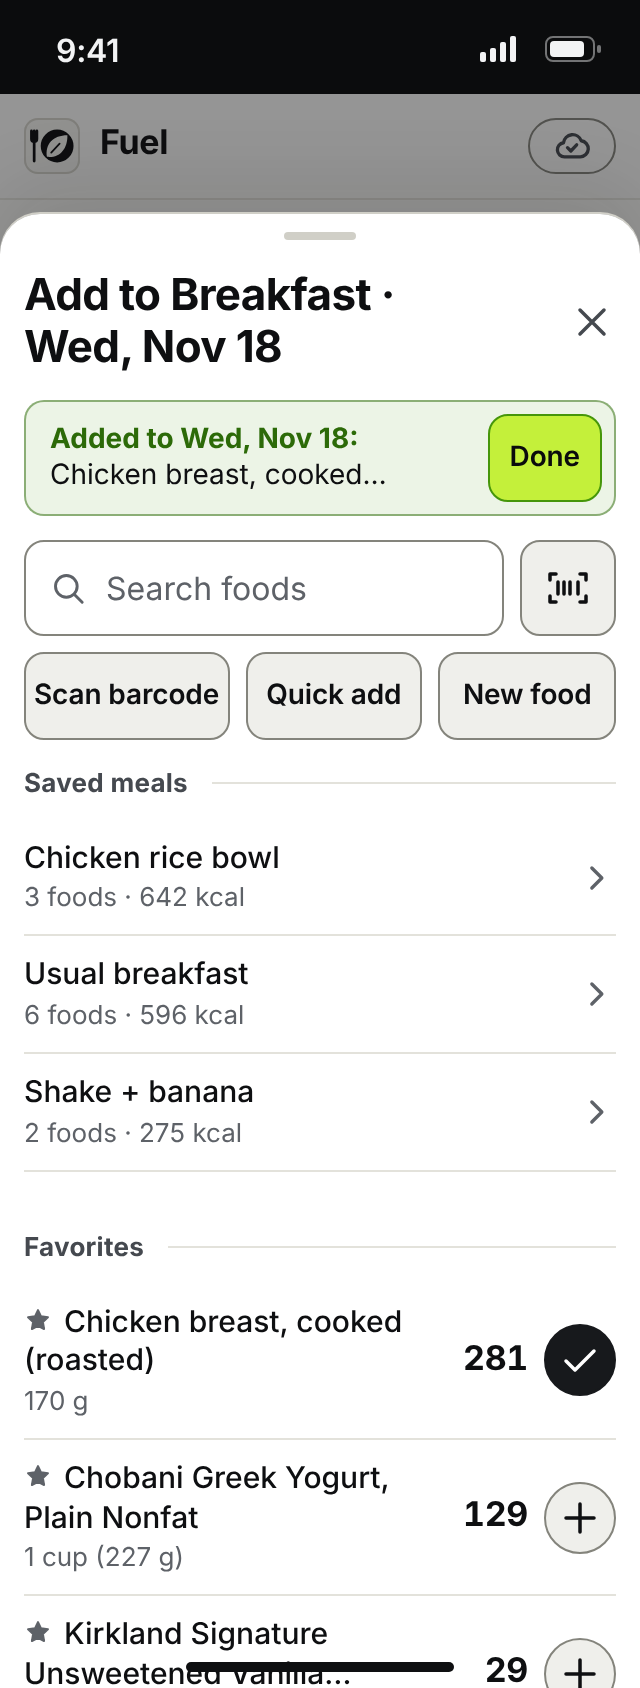 9:41
Fuel
Add to Breakfast ·
Wed, Nov 18
Added to Wed, Nov 18:
Chicken breast, cooked...
Done
Search foods
Scan barcode
Quick add
New food
Saved meals
Chicken rice bowl
3 foods · 642 kcal
Usual breakfast
6 foods · 596 kcal
Shake + banana
2 foods · 275 kcal
Favorites
Chicken breast, cooked
(roasted)
170 g
281
Chobani Greek Yogurt,
Plain Nonfat
1 cup (227 g)
129
Kirkland Signature
Unsweetened Vanilla...
29